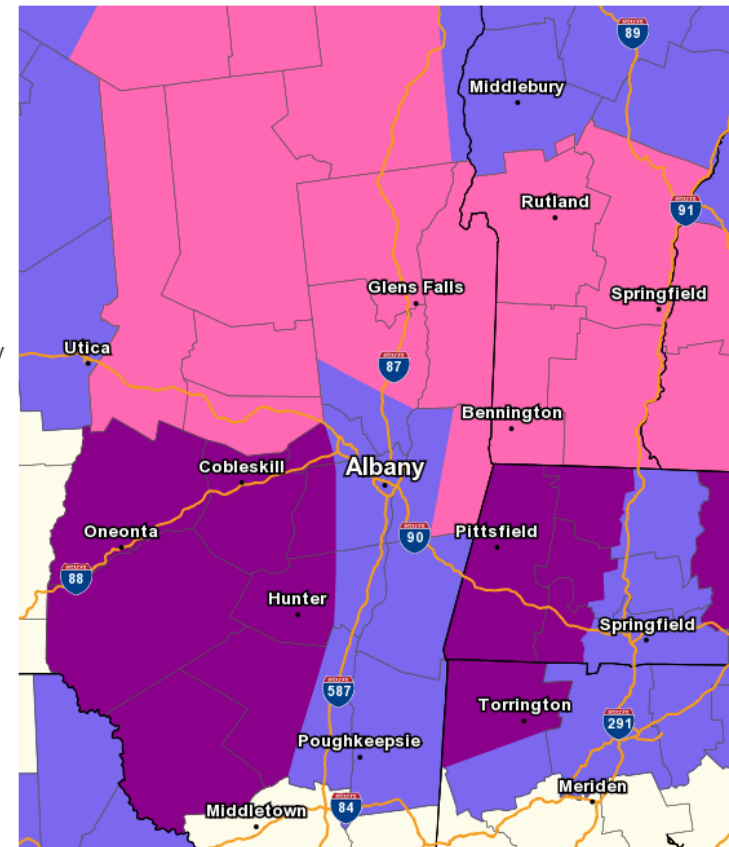 89
Middlebury
Rutland
91
Glens Falls
Springfield
Utica
87
Bennington
Cobleskill
Albany
Oneonta
90
Pittsfield
88
Hunter
Springfield
587
Torrington
291
Poughkeepsie
Meriden
Middletown
84